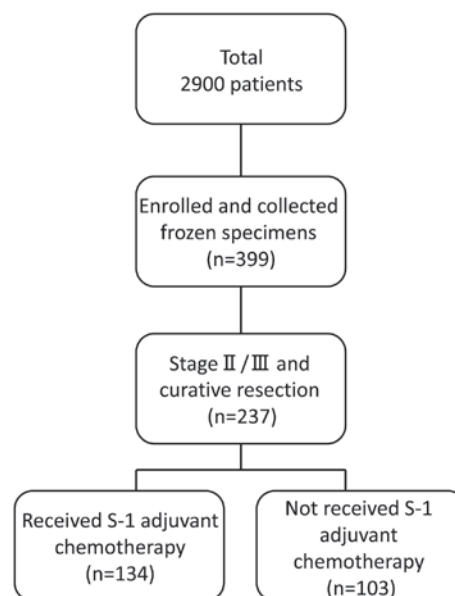 Total
2900 patients
Enrolled and collected
frozen specimens
(n=399)
Stage Ⅱ/Ⅲ and
curative resection
(n=237)
Received S-1 adjuvant
chemotherapy
(n=134)
Not received S-1
adjuvant
chemotherapy
(n=103)